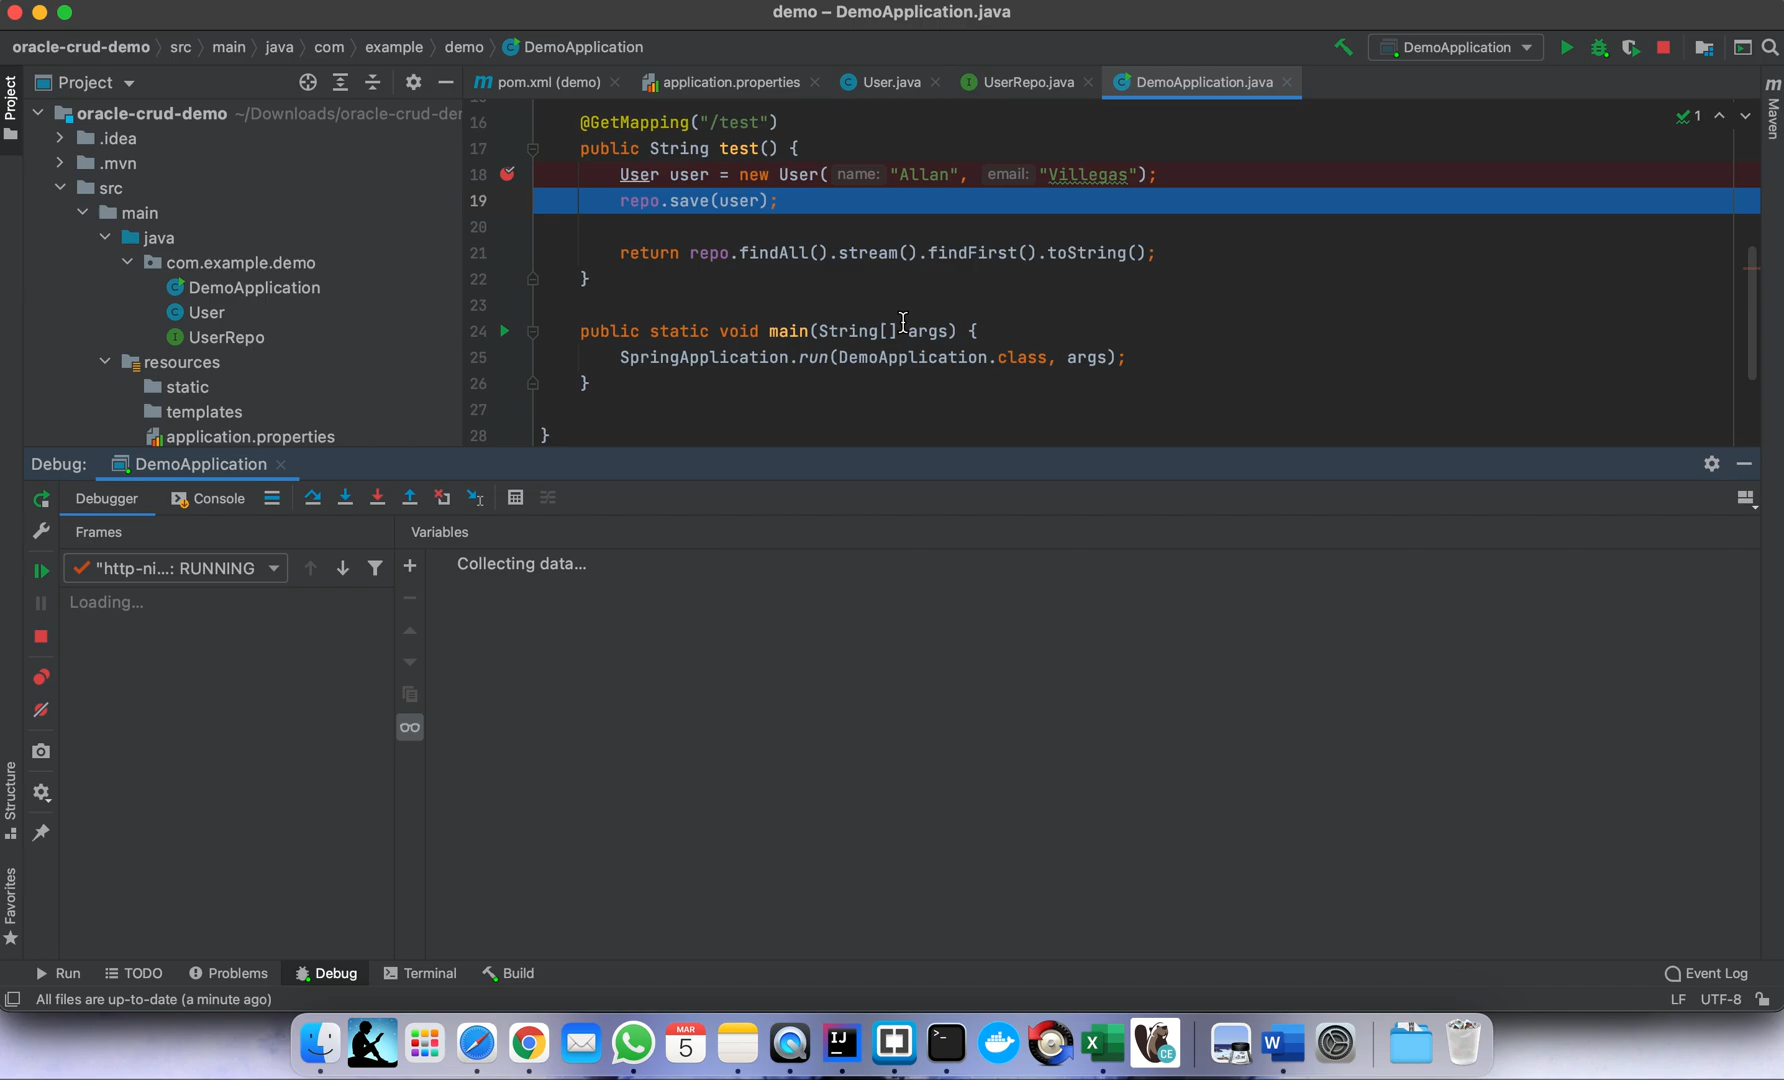 demo – DemoApplication.java
oracle-crud-demo src main java com example demo DemoApplication
DemoApplication
Project
Project
pom.xml (demo) application.properties User.java UserRepo.java DemoApplication.java
Maven
oracle-crud-demo ~/Downloads/oracle-crud-der
.idea
.mvn
src
main
java
com.example.demo
DemoApplication
User
UserRepo
resources
static
templates
application.properties
16 @GetMapping("/test")
17 public String test() {
18 User user = new User( name: "Allan", email: "Villegas");
19 repo.save(user);
20
21 return repo.findAll().stream().findFirst().toString();
22 }
23
24 public static void main(String[] args) {
25 SpringApplication.run(DemoApplication.class, args);
26 }
27
28 }
1
Debug: DemoApplication
Debugger Console
Frames Variables
"http-ni...: RUNNING
Collecting data...
Loading...
Structure
Favorites
Run TODO Problems Debug Terminal Build Event Log
All files are up-to-date (a minute ago) LF UTF-8
MAR
5
IJ
X
CE
W